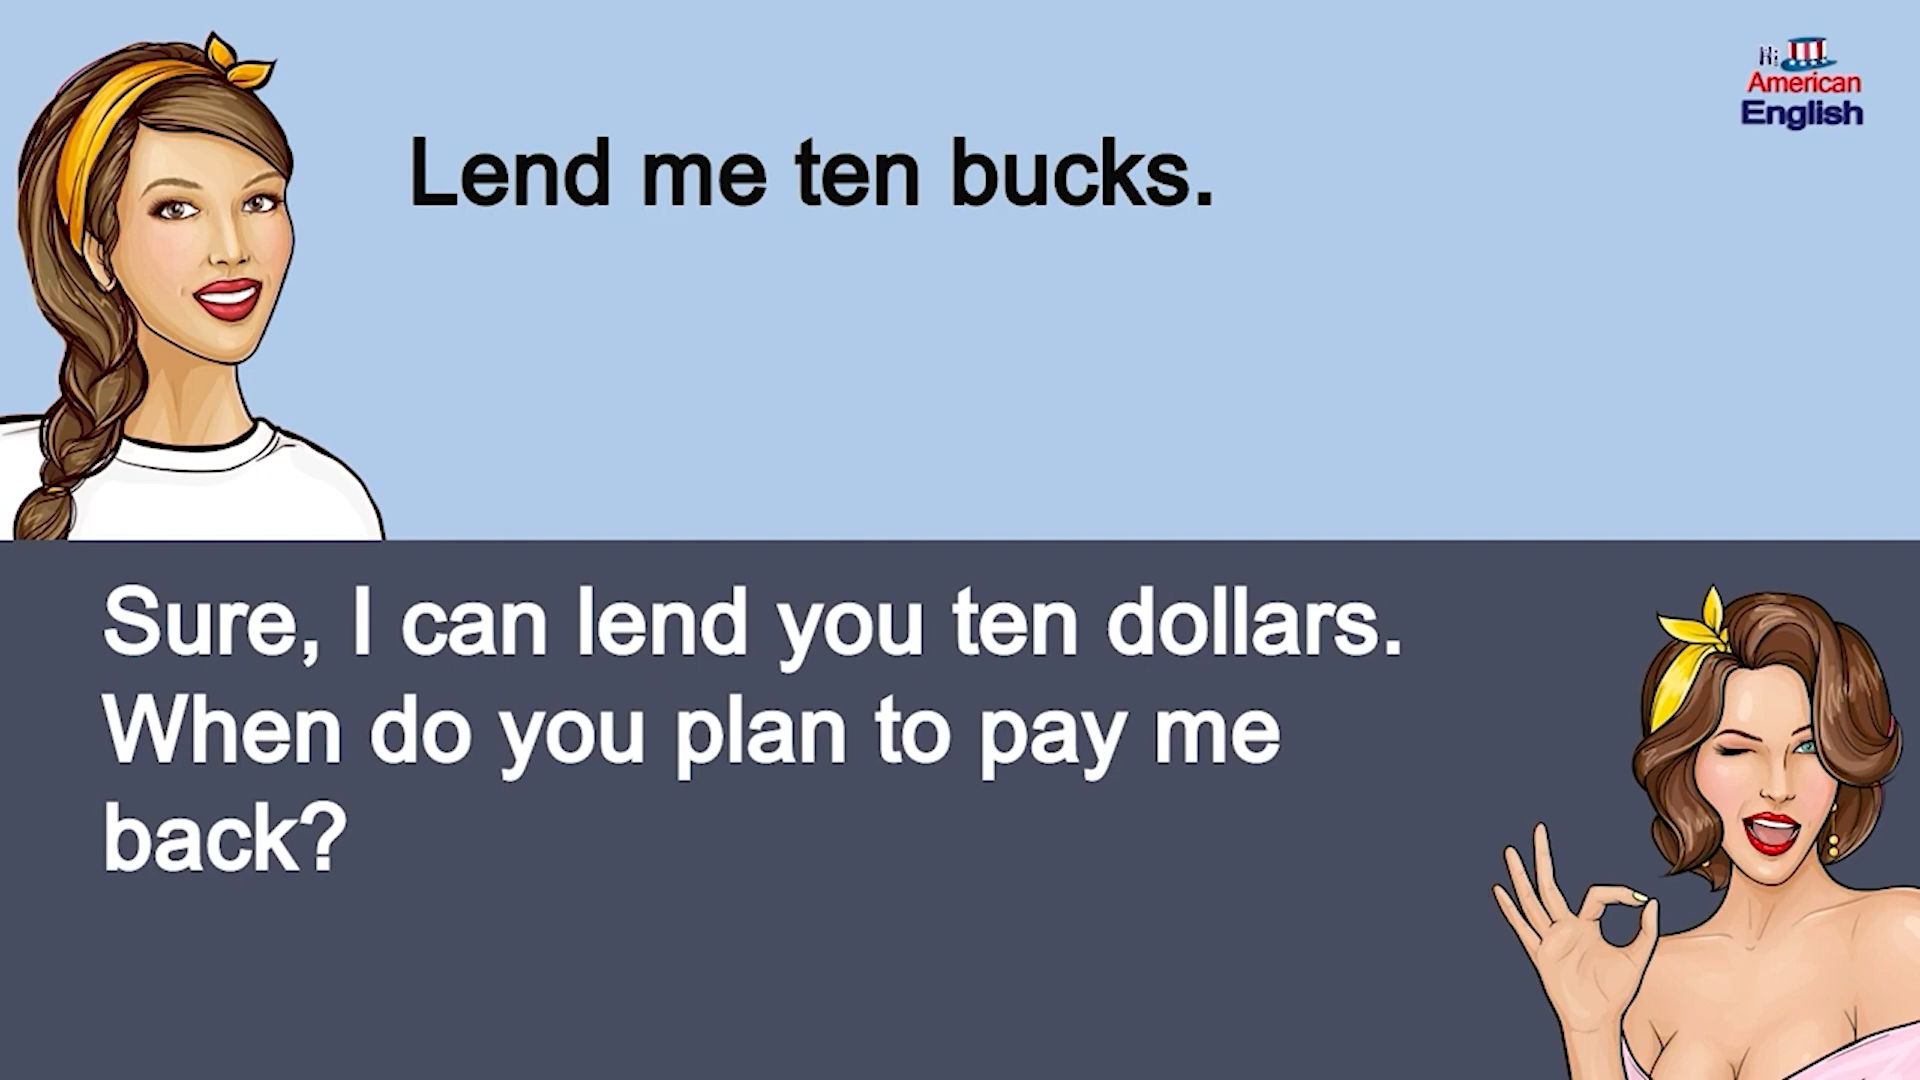 Hi
American
English
Lend me ten bucks.
Sure, I can lend you ten dollars.
When do you plan to pay me
back?